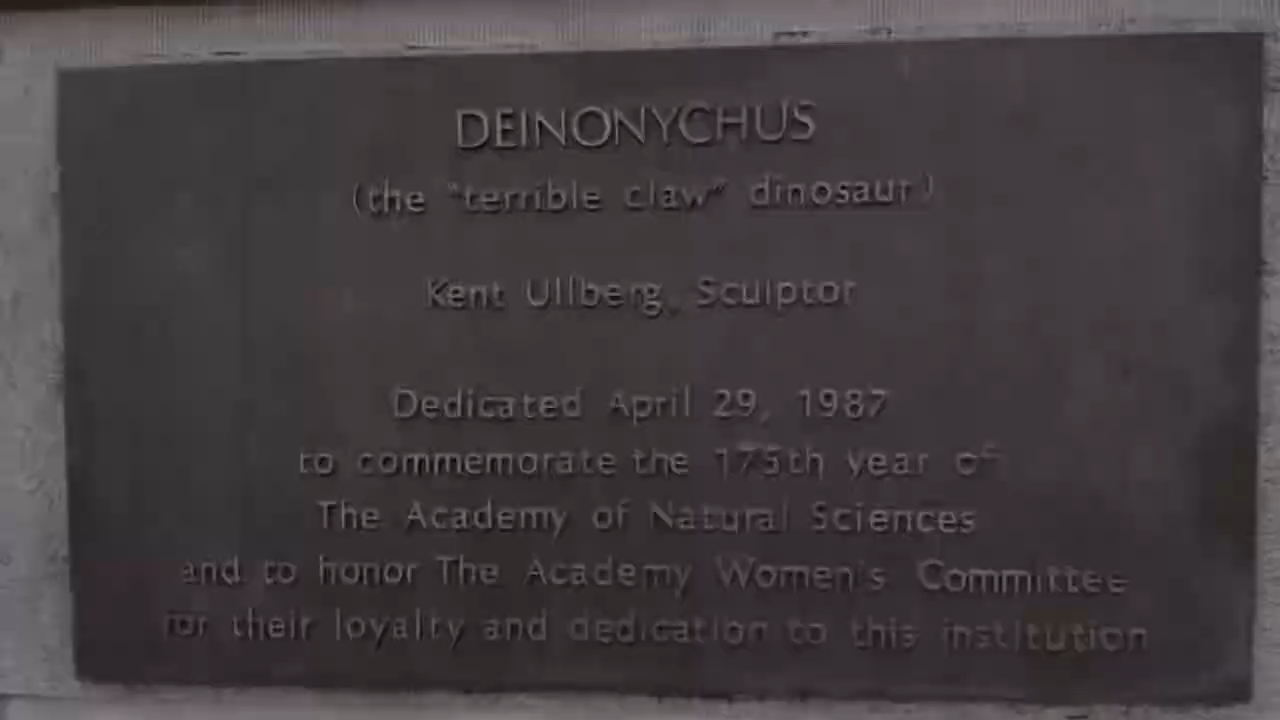 DEINONYCHUS
(the "terrible claw" dinosaur)
Kent Ullberg, Sculptor
Dedicated April 29, 1987
to commemorate the 175th year of
The Academy of Natural Sciences
and to honor The Academy Women's Committee
for their loyalty and dedication to this institution